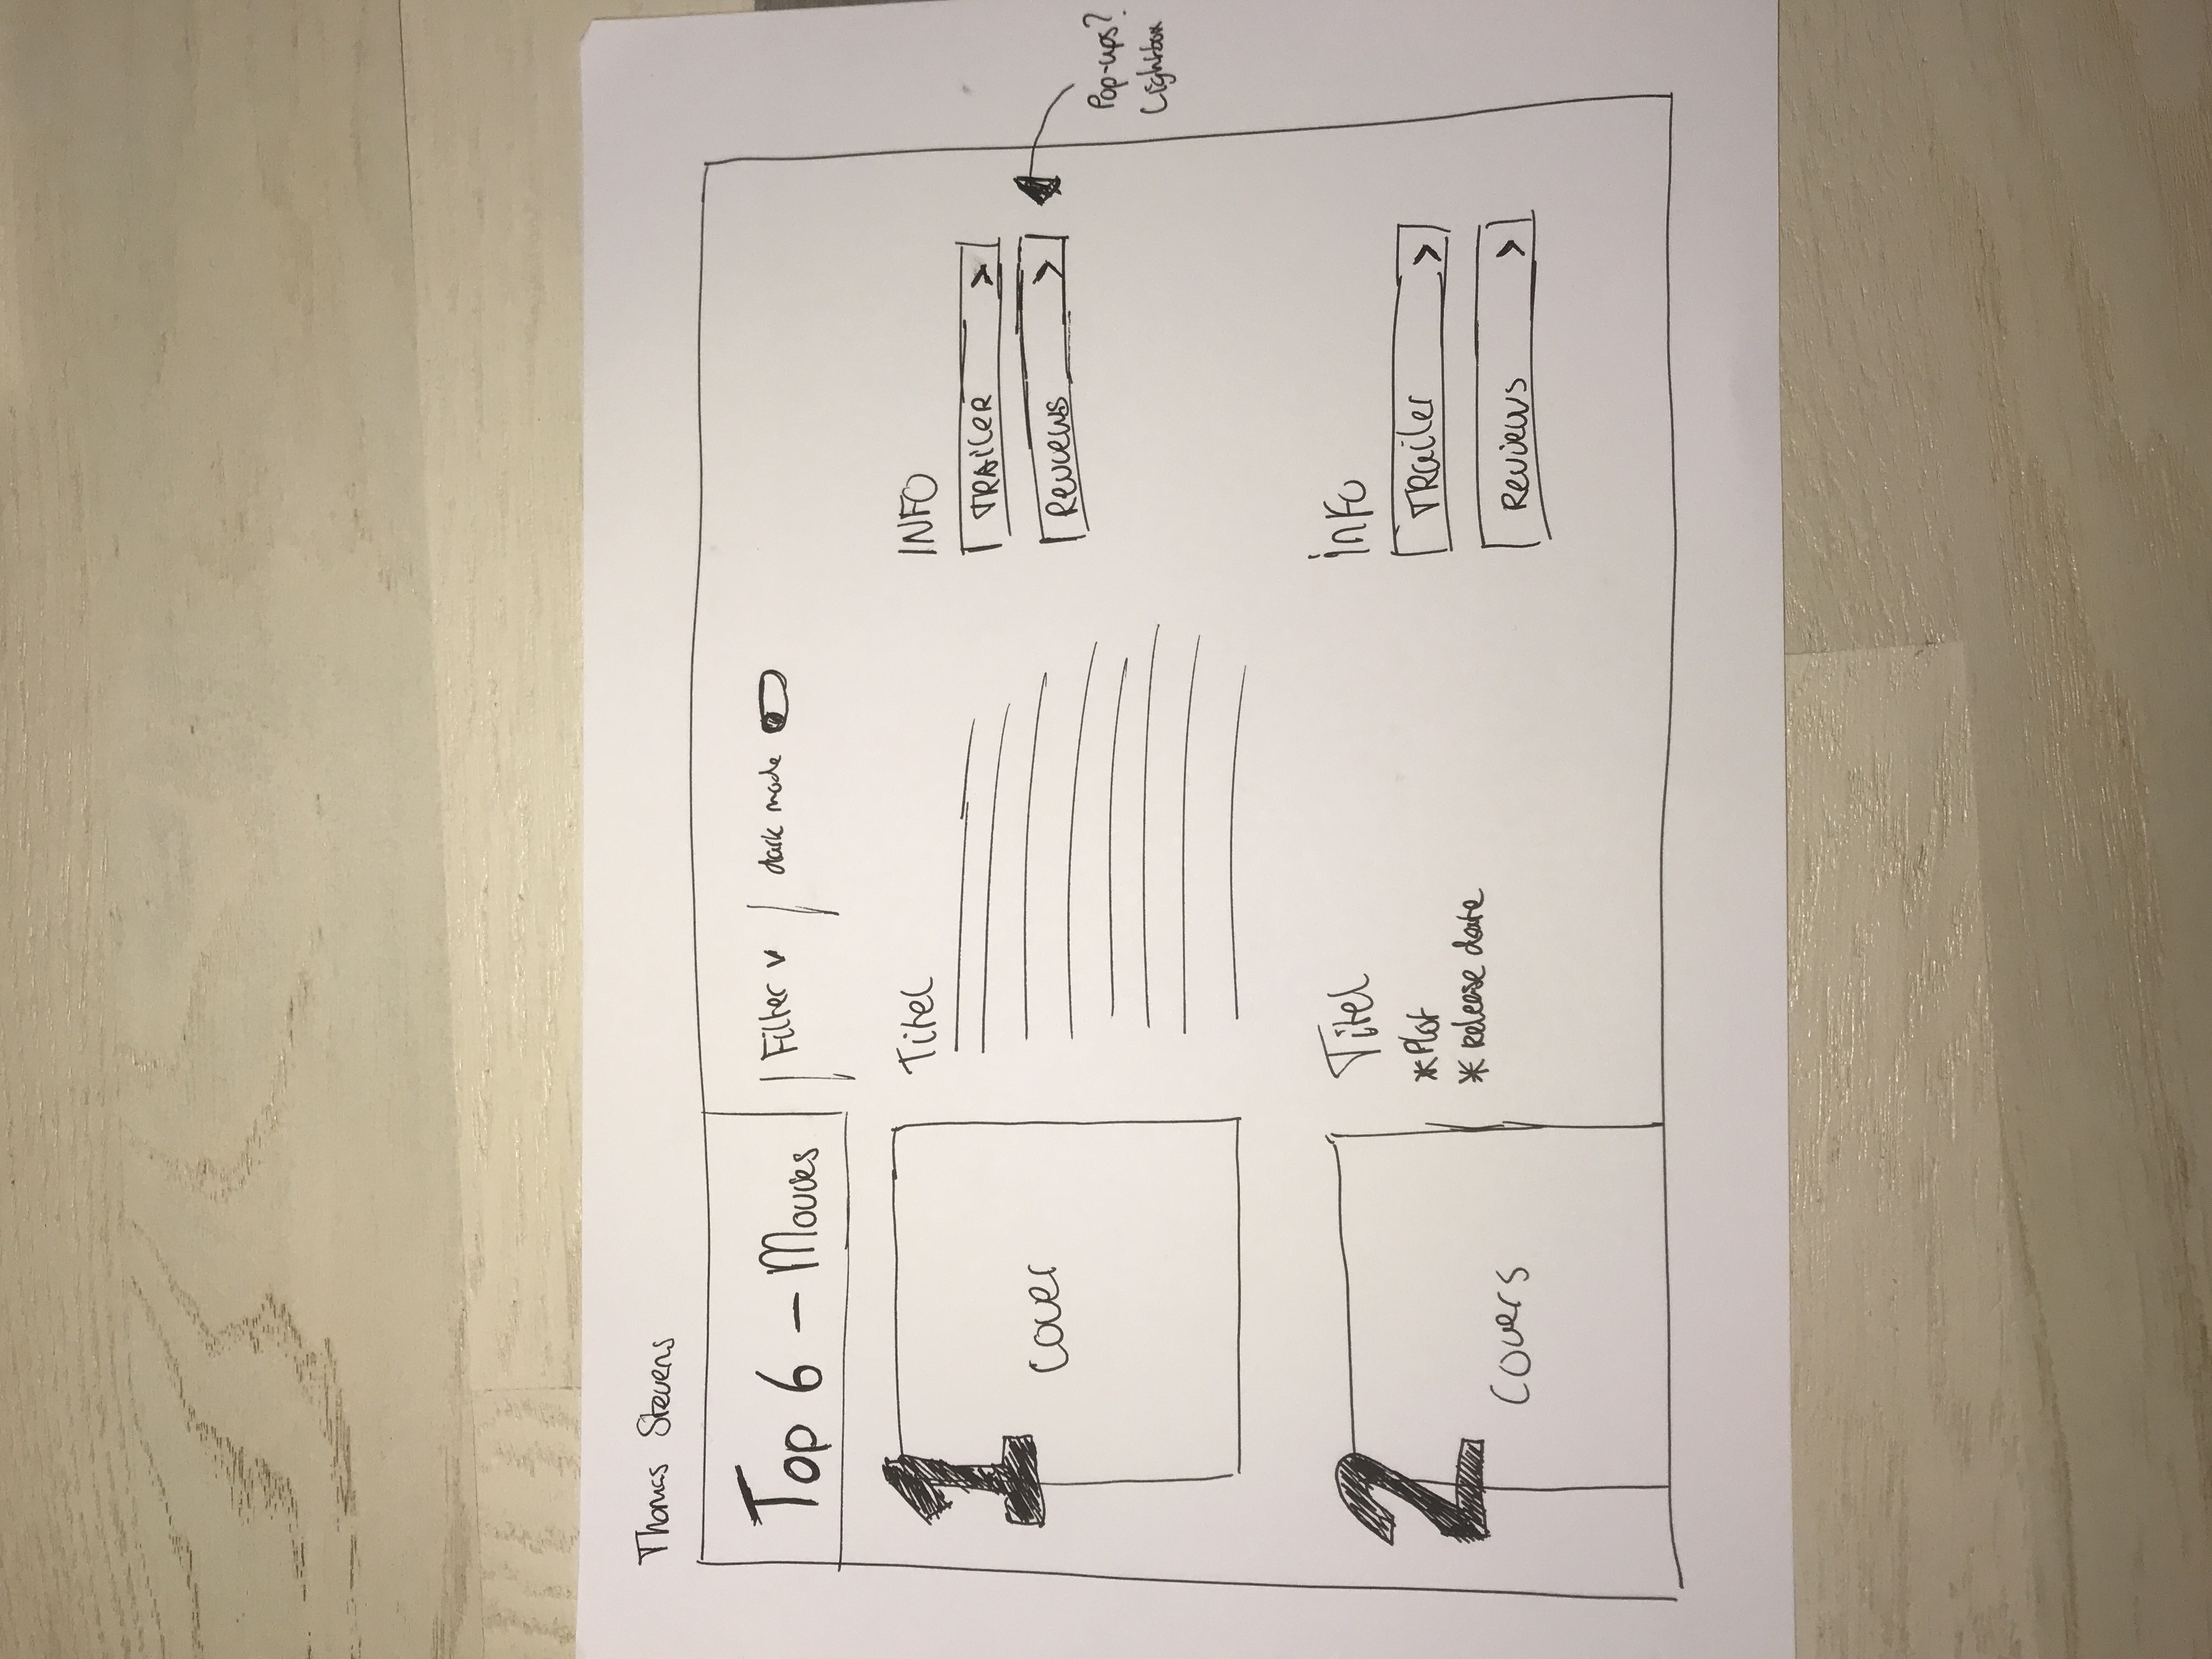 Thomas Stevens
Top 6 - Movies
Filter v
dark mode
1
Cover
Titel
INFO
TRAiLeR >
Reviews >
Pop-ups?
Lightbox
2
Covers
Titel
* Plot
* release date
inFo
TRailer >
Reviews >